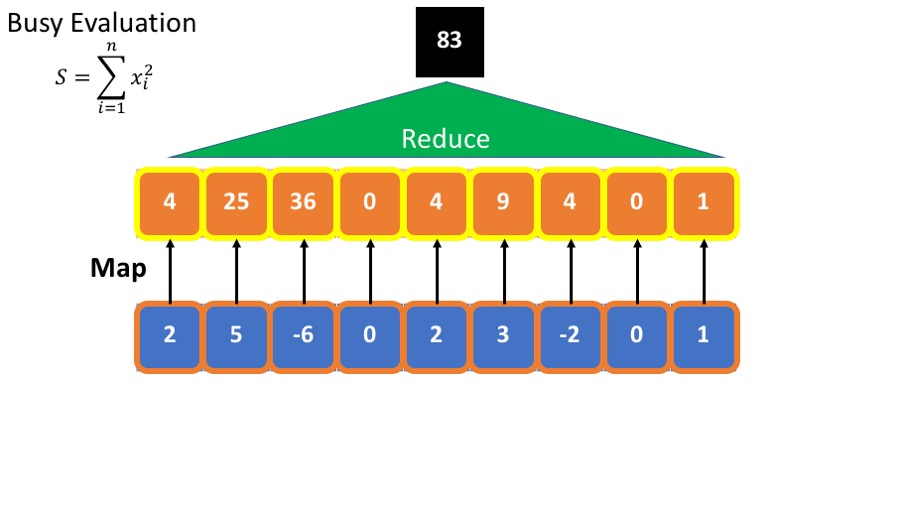 Busy Evaluation
S = \sum_{i=1}^{n} x_i^2
83
Reduce
4 25 36 0 4 9 4 0 1
Map
2 5 -6 0 2 3 -2 0 1